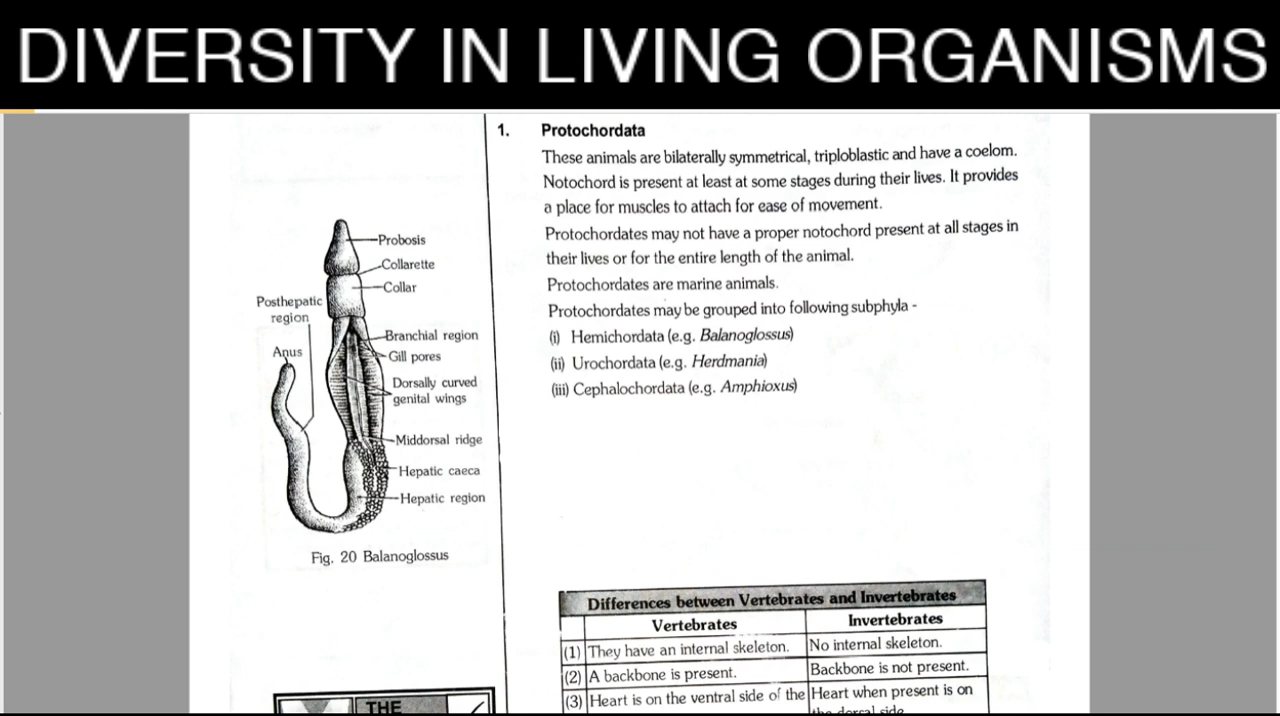 DIVERSITY IN LIVING ORGANISMS
1. Protochordata
These animals are bilaterally symmetrical, triploblastic and have a coelom.
Notochord is present at least at some stages during their lives. It provides
a place for muscles to attach for ease of movement.
Protochordates may not have a proper notochord present at all stages in
their lives or for the entire length of the animal.
Protochordates are marine animals.
Protochordates may be grouped into following subphyla -
(i) Hemichordata (e.g. Balanoglossus)
(ii) Urochordata (e.g. Herdmania)
(iii) Cephalochordata (e.g. Amphioxus)
Probosis
Collarette
Collar
Posthepatic
region
Anus
Branchial region
Gill pores
Dorsally curved
genital wings
Middorsal ridge
Hepatic caeca
Hepatic region
Fig. 20 Balanoglossus
Differences between Vertebrates and Invertebrates
Vertebrates Invertebrates
(1) They have an internal skeleton. No internal skeleton.
(2) A backbone is present. Backbone is not present.
(3) Heart is on the ventral side of the Heart when present is on
the dorsal side
THE